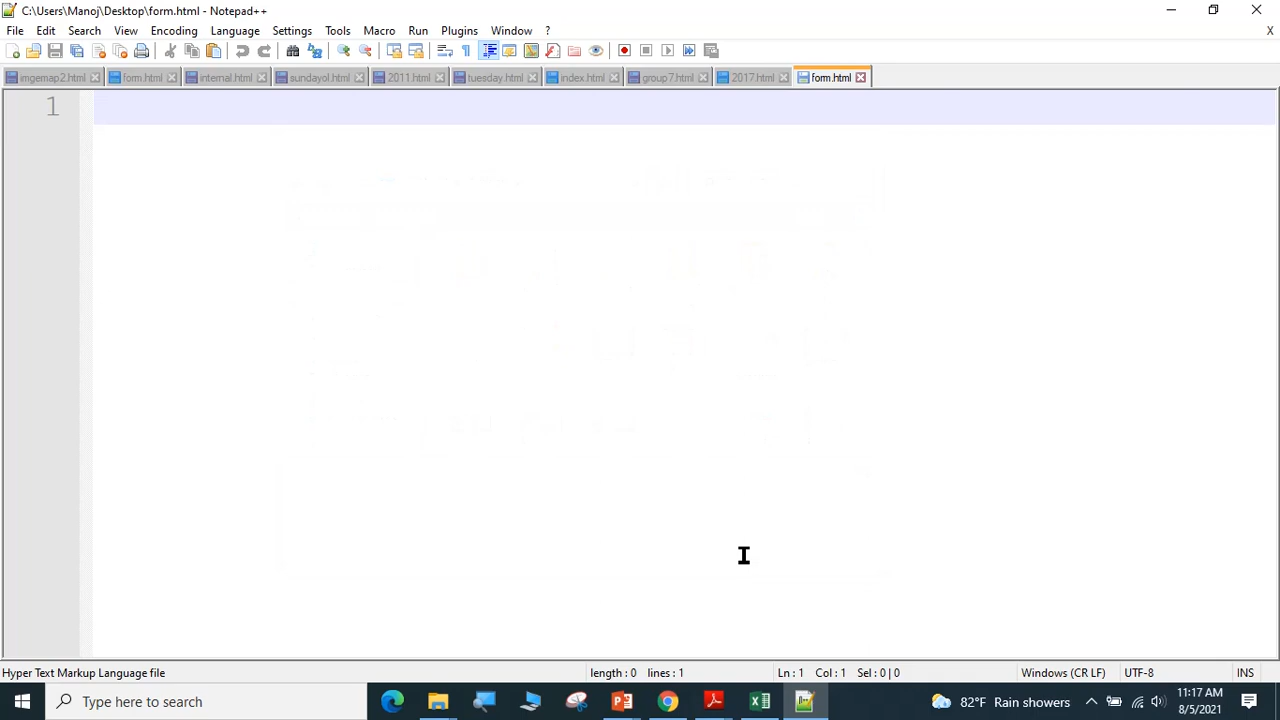 C:\Users\Manoj\Desktop\form.html - Notepad++
File Edit Search View Encoding Language Settings Tools Macro Run Plugins Window ?
X
imgemap2.html form.html internal.html sundayol.html 2011.html tuesday.html index.html group7.html 2017.html form.html
1
Hyper Text Markup Language file length : 0 lines : 1 Ln : 1 Col : 1 Sel : 0 | 0 Windows (CR LF) UTF-8 INS
Type here to search 82°F Rain showers 11:17 AM
8/5/2021